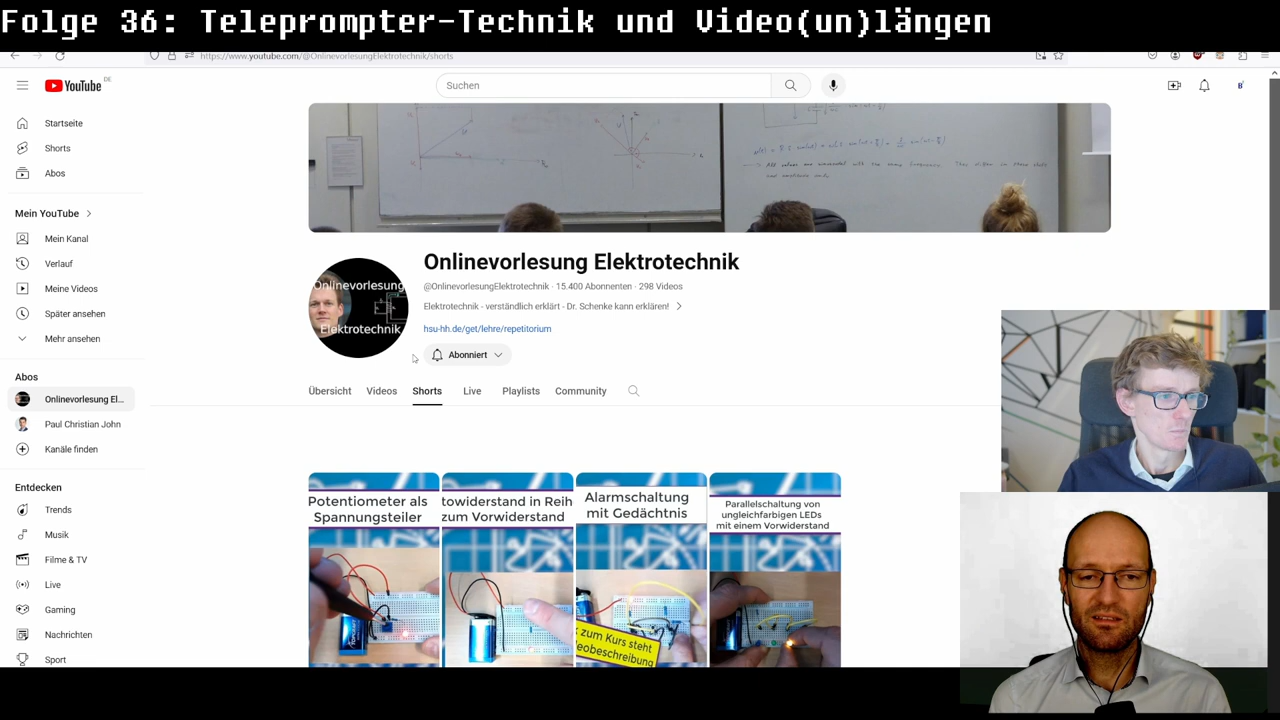 Folge 36: Teleprompter-Technik und Video(un)längen
https://www.youtube.com/@OnlinevorlesungElektrotechnik/shorts
YouTube DE
Suchen
Startseite
Shorts
Abos
Mein YouTube
Mein Kanal
Verlauf
Meine Videos
Später ansehen
Mehr ansehen
Abos
Onlinevorlesung El...
Paul Christian John
Kanäle finden
Entdecken
Trends
Musik
Filme & TV
Live
Gaming
Nachrichten
Sport
Onlinevorlesung
Elektrotechnik
Onlinevorlesung Elektrotechnik
@OnlinevorlesungElektrotechnik · 15.400 Abonnenten · 298 Videos
Elektrotechnik - verständlich erklärt - Dr. Schenke kann erklären!
hsu-hh.de/get/lehre/repetitorium
Abonniert
Übersicht Videos Shorts Live Playlists Community
Potentiometer als
Spannungsteiler
towiderstand in Reih
zum Vorwiderstand
Alarmschaltung
mit Gedächtnis
zum Kurs steht
eobeschreibung
Parallelschaltung von
ungleichfarbigen LEDs
mit einem Vorwiderstand